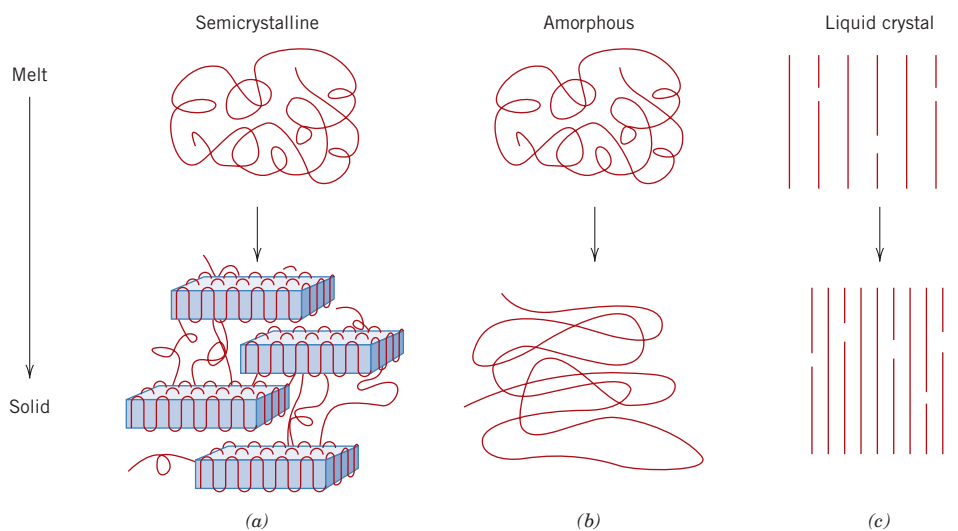 Semicrystalline
Amorphous
Liquid crystal
Melt
Solid
(a)
(b)
(c)